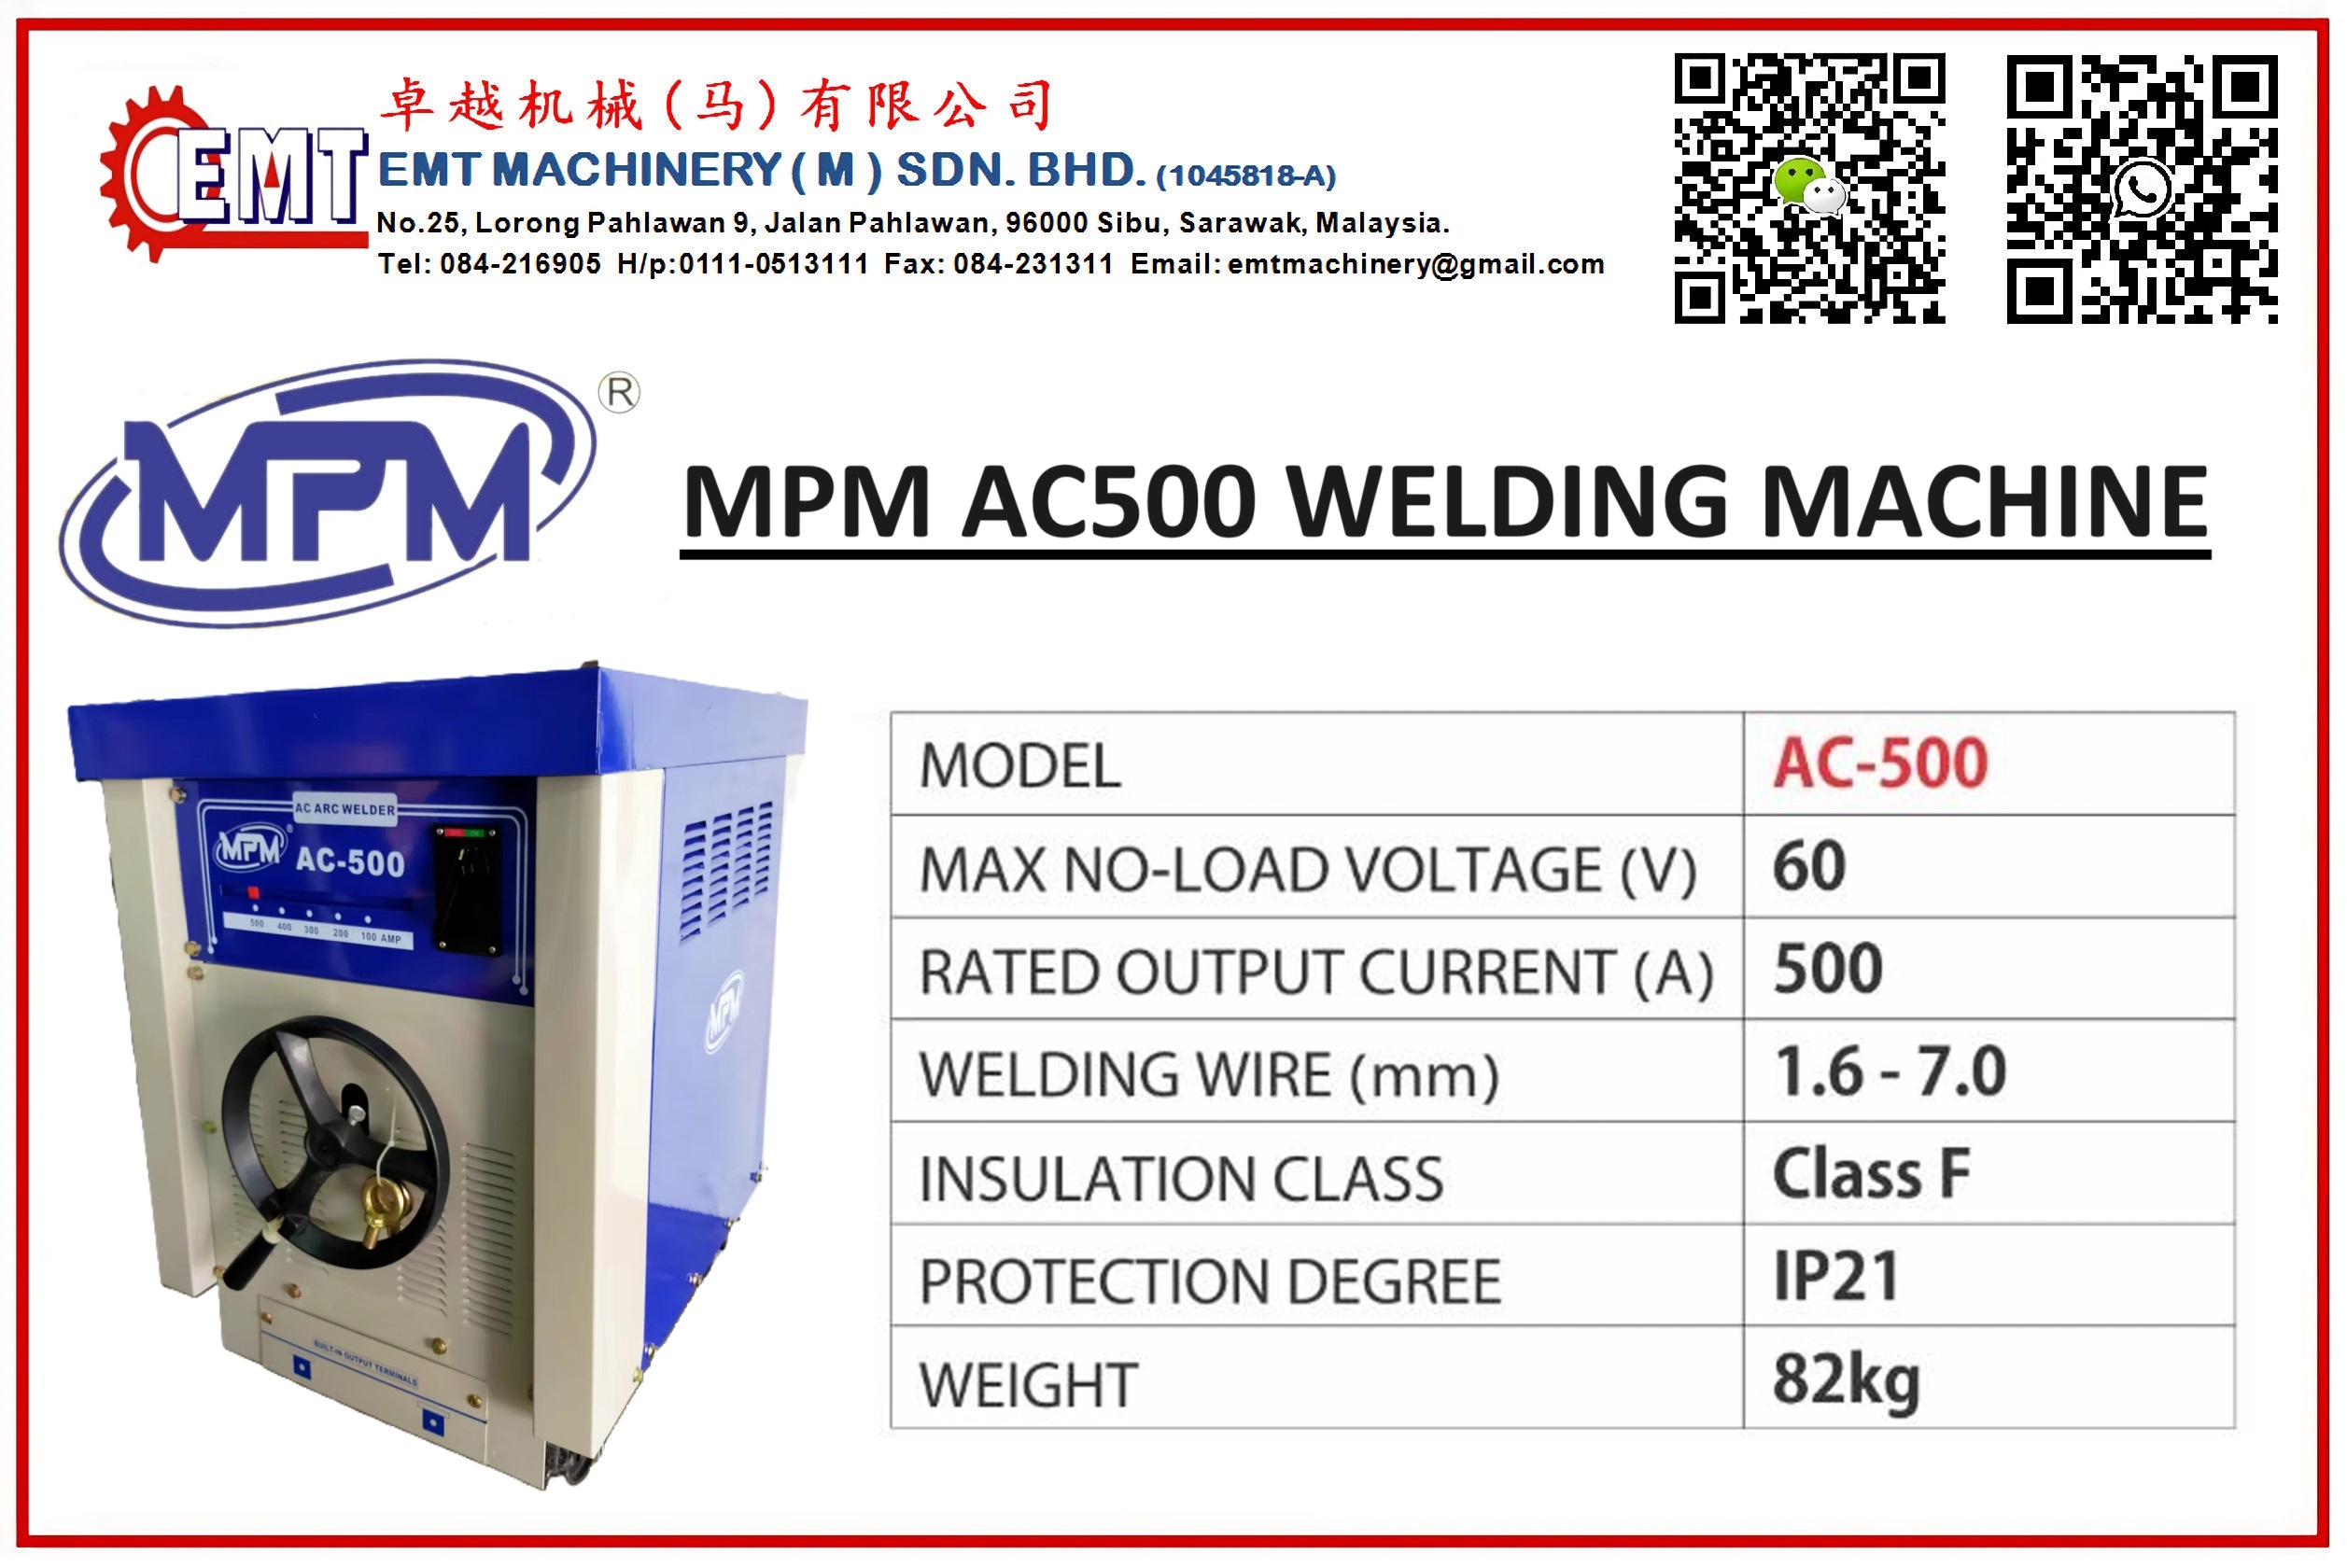 卓越机械(马)有限公司
EMT
EMT MACHINERY ( M ) SDN. BHD. (1045818-A)
No.25, Lorong Pahlawan 9, Jalan Pahlawan, 96000 Sibu, Sarawak, Malaysia.
Tel: 084-216905 H/p:0111-0513111 Fax: 084-231311 Email: emtmachinery@gmail.com
MPM ®
MPM AC500 WELDING MACHINE
AC ARC WELDER
MPM ® AC-500
OFF ON
500 400 300 200 100 AMP
MPM
BUILT-IN OUTPUT TERMINALS
MODEL AC-500
MAX NO-LOAD VOLTAGE (V) 60
RATED OUTPUT CURRENT (A) 500
WELDING WIRE (mm) 1.6 - 7.0
INSULATION CLASS Class F
PROTECTION DEGREE IP21
WEIGHT 82kg